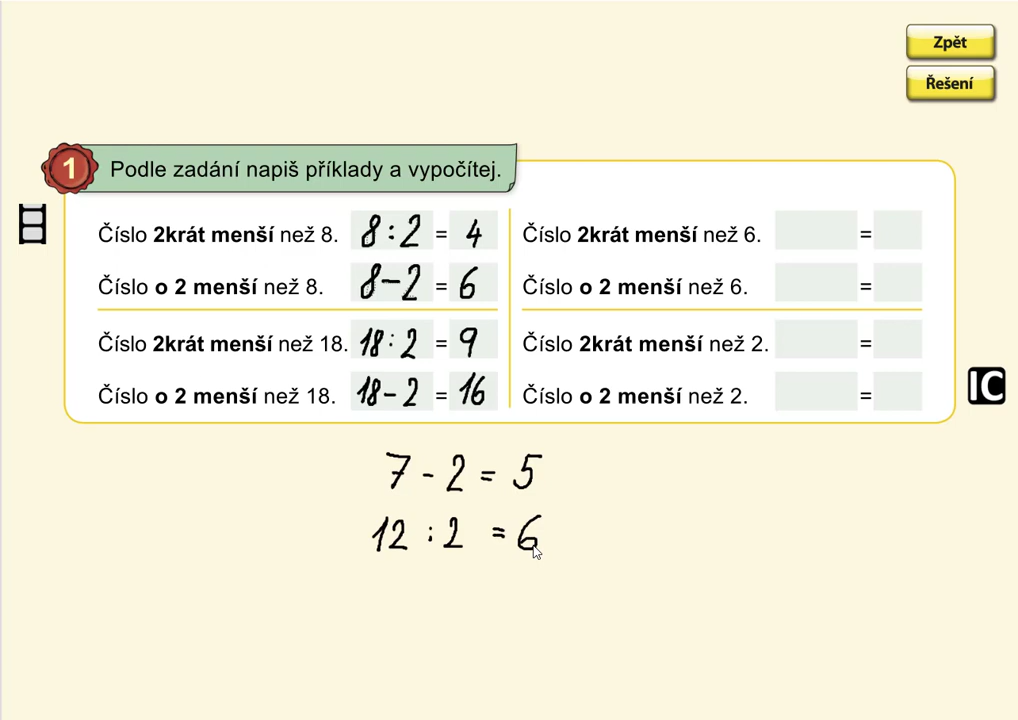 Zpět
Řešení
1 Podle zadání napiš příklady a vypočítej.
Číslo 2krát menší než 8. 8 : 2 = 4
Číslo o 2 menší než 8. 8 - 2 = 6
Číslo 2krát menší než 18. 18 : 2 = 9
Číslo o 2 menší než 18. 18 - 2 = 16
Číslo 2krát menší než 6. =
Číslo o 2 menší než 6. =
Číslo 2krát menší než 2. =
Číslo o 2 menší než 2. =
IC
7 - 2 = 5
12 : 2 = 6